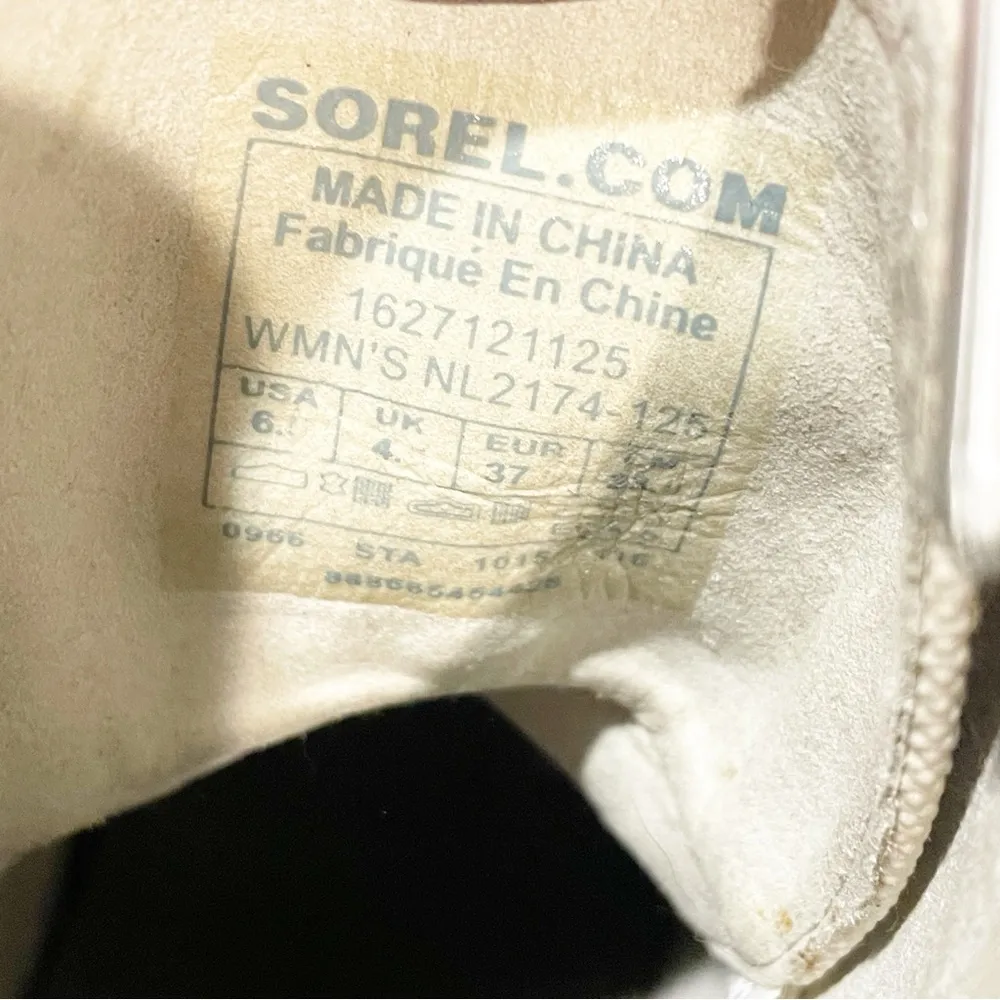 SOREL.COM
MADE IN CHINA
Fabriqué En Chine
1627121125
WMN'S NL2174-125
USA UK EUR
6. 4. 37
0966 STA